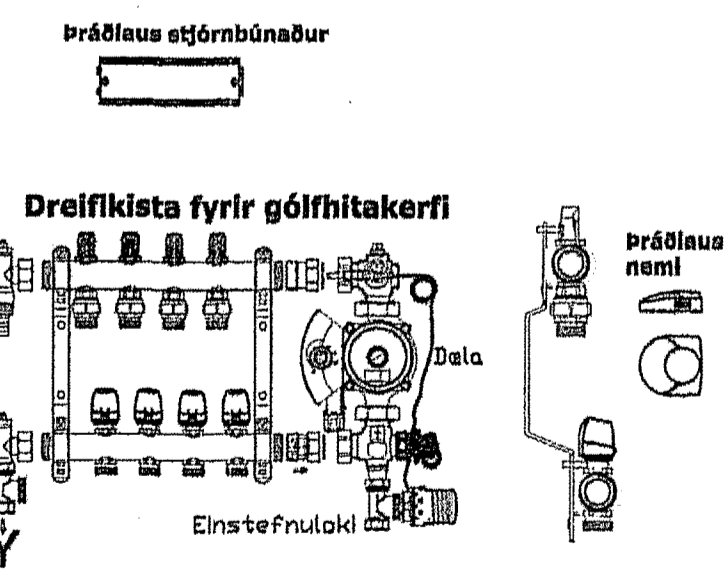 Þráðlaus stjórnbúnaður
Dreifikista fyrir gólfhitakerfi
Þráðlaus
nemi
Dæla
Einstefnuloki